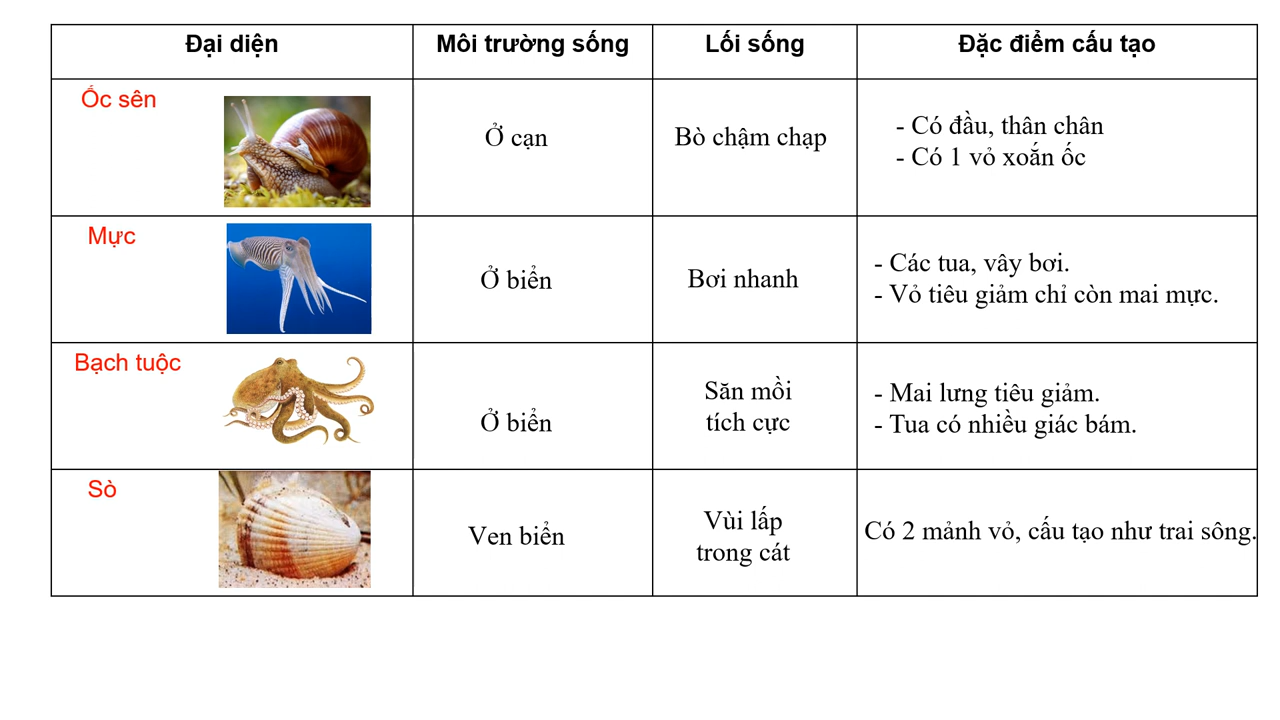 Đại diện
Môi trường sống
Lối sống
Đặc điểm cấu tạo
Ốc sên
Ở cạn
Bò chậm chạp
- Có đầu, thân chân
- Có 1 vỏ xoắn ốc
Mực
Ở biển
Bơi nhanh
- Các tua, vây bơi.
- Vỏ tiêu giảm chỉ còn mai mực.
Bạch tuộc
Ở biển
Săn mồi
tích cực
- Mai lưng tiêu giảm.
- Tua có nhiều giác bám.
Sò
Ven biển
Vùi lấp
trong cát
Có 2 mảnh vỏ, cấu tạo như trai sông.